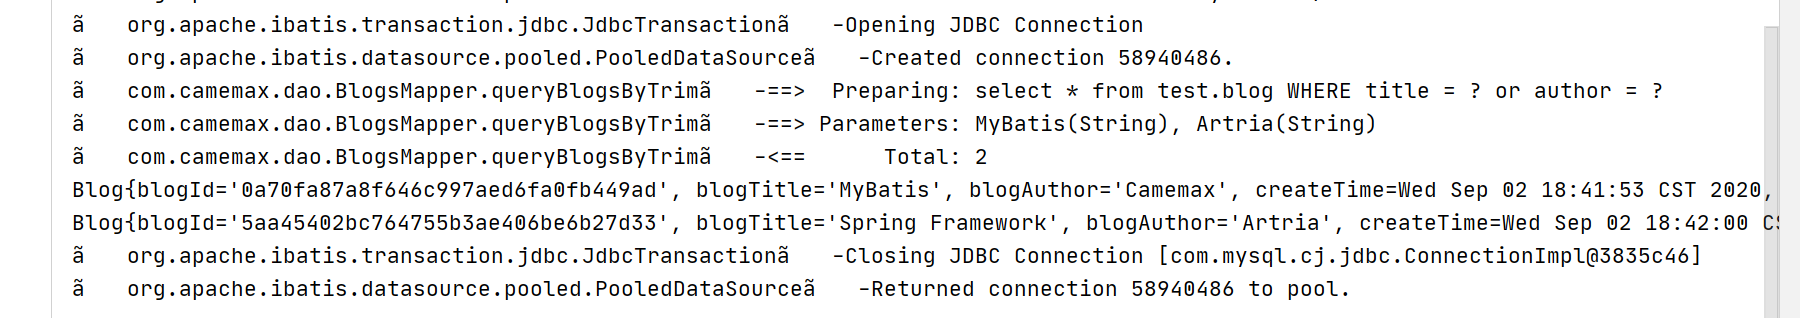 ã   org.apache.ibatis.transaction.jdbc.JdbcTransactionã   -Opening JDBC Connection
ã   org.apache.ibatis.datasource.pooled.PooledDataSourceã   -Created connection 58940486.
ã   com.camemax.dao.BlogsMapper.queryBlogsByTrimã   -==>  Preparing: select * from test.blog WHERE title = ? or author = ?
ã   com.camemax.dao.BlogsMapper.queryBlogsByTrimã   -==> Parameters: MyBatis(String), Artria(String)
ã   com.camemax.dao.BlogsMapper.queryBlogsByTrimã   -<==      Total: 2
Blog{blogId='0a70fa87a8f646c997aed6fa0fb449ad', blogTitle='MyBatis', blogAuthor='Camemax', createTime=Wed Sep 02 18:41:53 CST 2020,
Blog{blogId='5aa45402bc764755b3ae406be6b27d33', blogTitle='Spring Framework', blogAuthor='Artria', createTime=Wed Sep 02 18:42:00
ã   org.apache.ibatis.transaction.jdbc.JdbcTransactionã   -Closing JDBC Connection [com.mysql.cj.jdbc.ConnectionImpl@3835c46]
ã   org.apache.ibatis.datasource.pooled.PooledDataSourceã   -Returned connection 58940486 to pool.